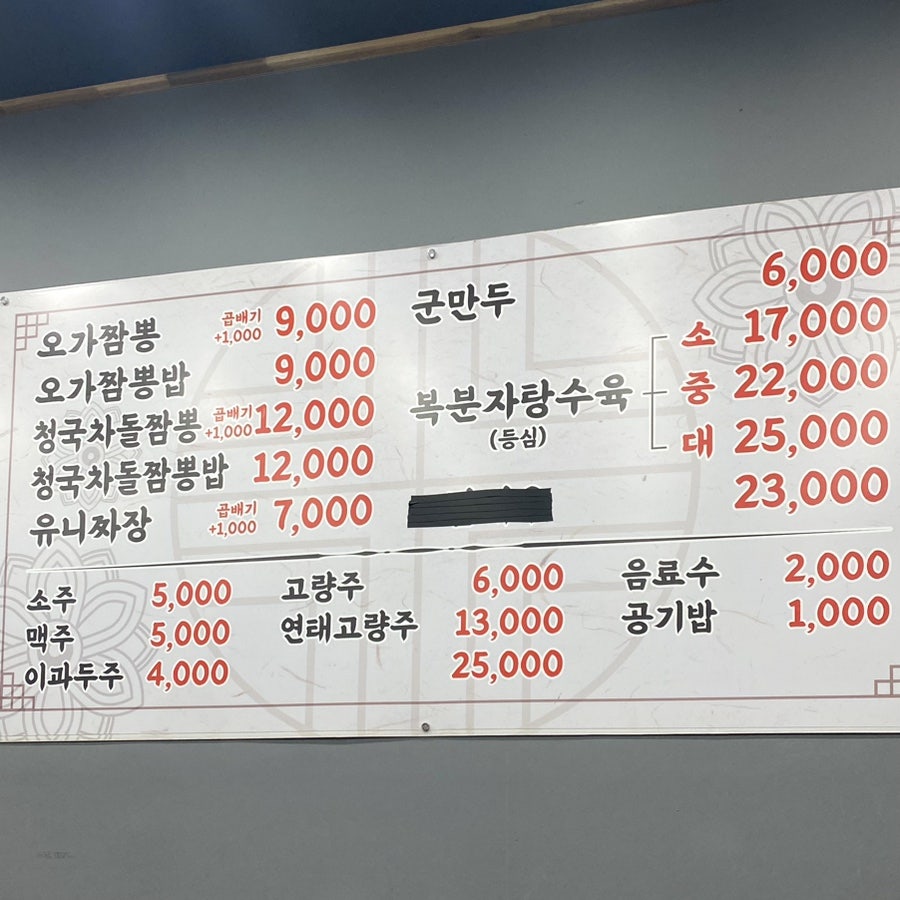 오가짬뽕 곱배기 +1,000 9,000
오가짬뽕밥 9,000
청국차돌짬뽕 곱배기 +1,000 12,000
청국차돌짬뽕밥 12,000
유니짜장 곱배기 +1,000 7,000
군만두 6,000
복분자탕수육 (등심)
소 17,000
중 22,000
대 25,000
23,000
소주 5,000
맥주 5,000
이과두주 4,000
고량주 6,000
연태고량주 13,000
25,000
음료수 2,000
공기밥 1,000